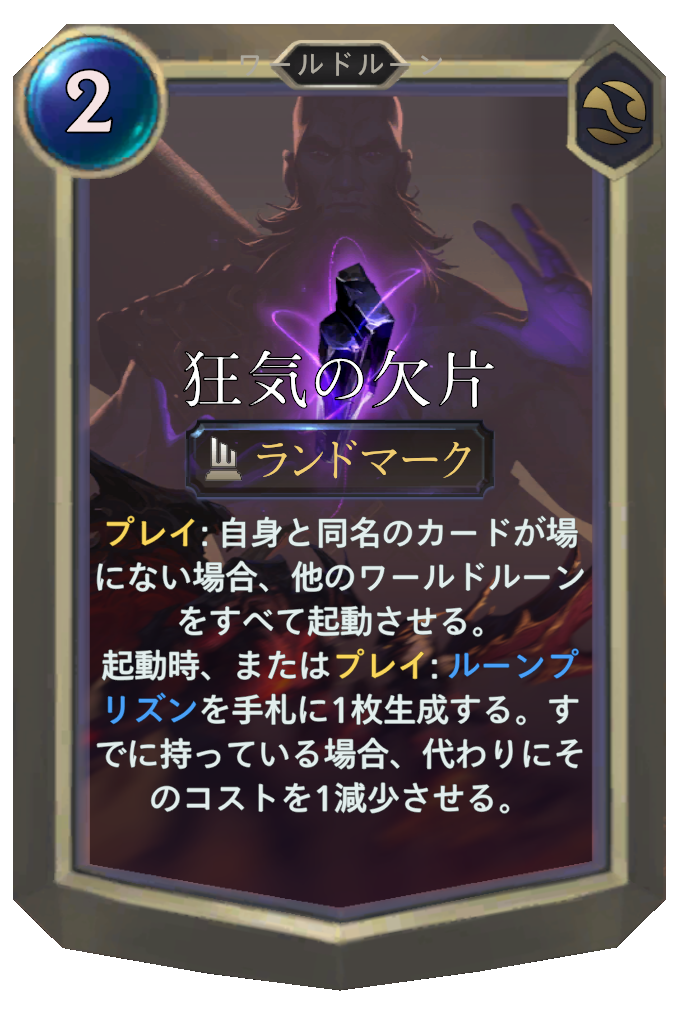 ワールドルーン
2
狂気の欠片
ランドマーク
プレイ: 自身と同名のカードが場
にない場合、他のワールドルーン
をすべて起動させる。
起動時、またはプレイ: ルーンプ
リズンを手札に1枚生成する。す
でに持っている場合、代わりにそ
のコストを1減少させる。